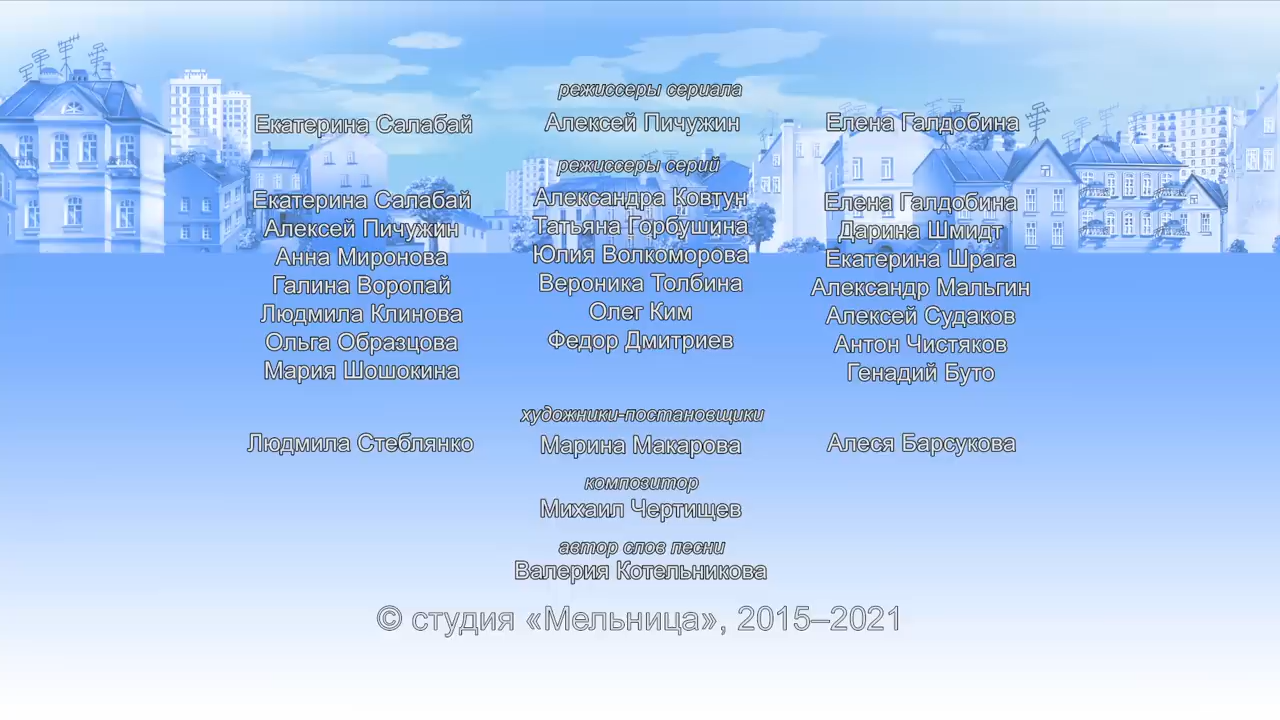 режиссеры сериала
Екатерина Салабай Алексей Пичужин Елена Галдобина
режиссеры серий
Екатерина Салабай Александра Ковтун Елена Галдобина
Алексей Пичужин Татьяна Горбушина Дарина Шмидт
Анна Миронова Юлия Волкоморова Екатерина Шрага
Галина Воропай Вероника Толбина Александр Мальгин
Людмила Клинова Олег Ким Алексей Судаков
Ольга Образцова Федор Дмитриев Антон Чистяков
Мария Шошокина Генадий Буто
художники-постановщики
Людмила Стеблянко Марина Макарова Алеся Барсукова
композитор
Михаил Чертищев
автор слов песни
Валерия Котельникова
© студия «Мельница», 2015–2021